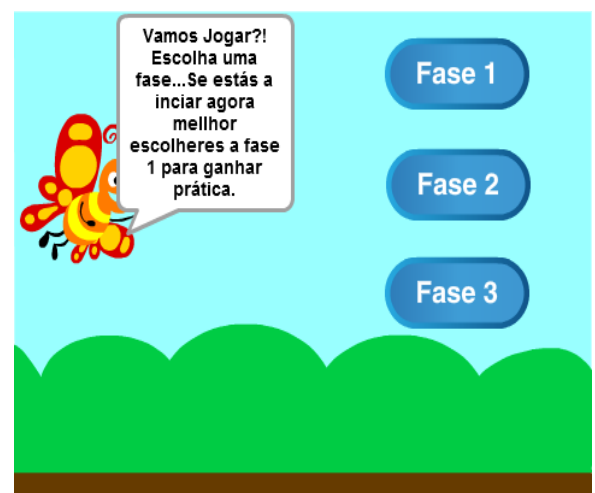 Vamos Jogar?!
Escolha uma
fase...Se estás a
inciar agora
mellhor
escolheres a fase
1 para ganhar
prática.
Fase 1
Fase 2
Fase 3